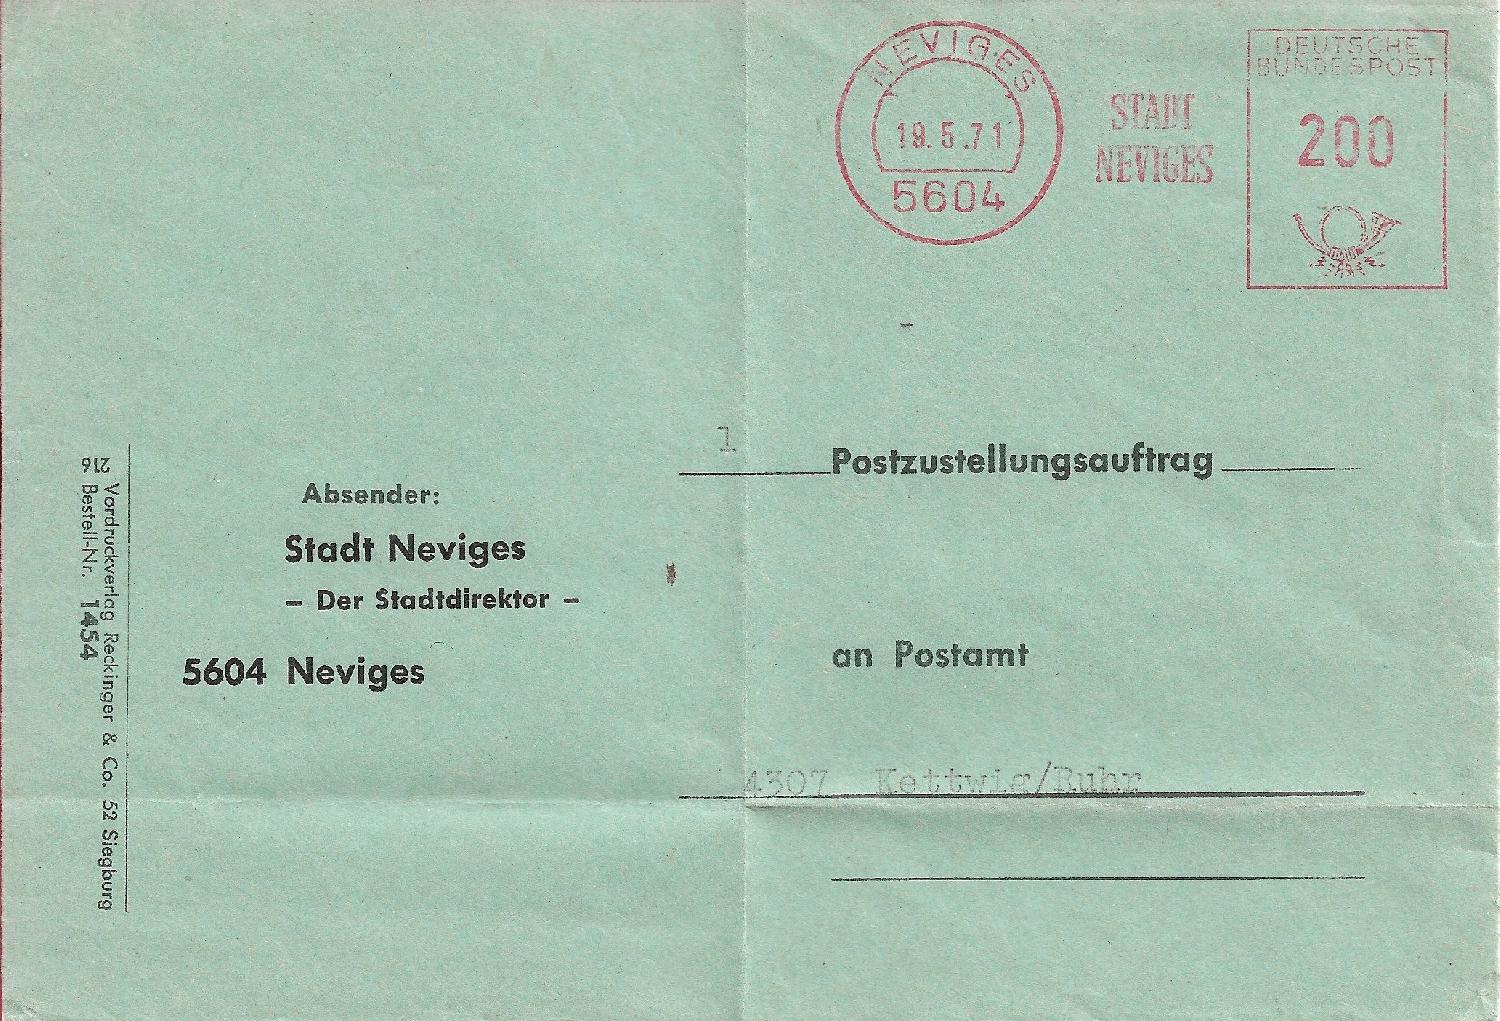 NEVIGES
19.5.71
5604
STADT
NEVIGES
DEUTSCHE
BUNDESPOST
200
1
Postzustellungsauftrag
Absender:
Stadt Neviges
– Der Stadtdirektor –
5604 Neviges
an Postamt
4307 Kettwig/Ruhr
216
Vordruckverlag Reckinger & Co. 52 Siegburg
Bestell-Nr. 1454